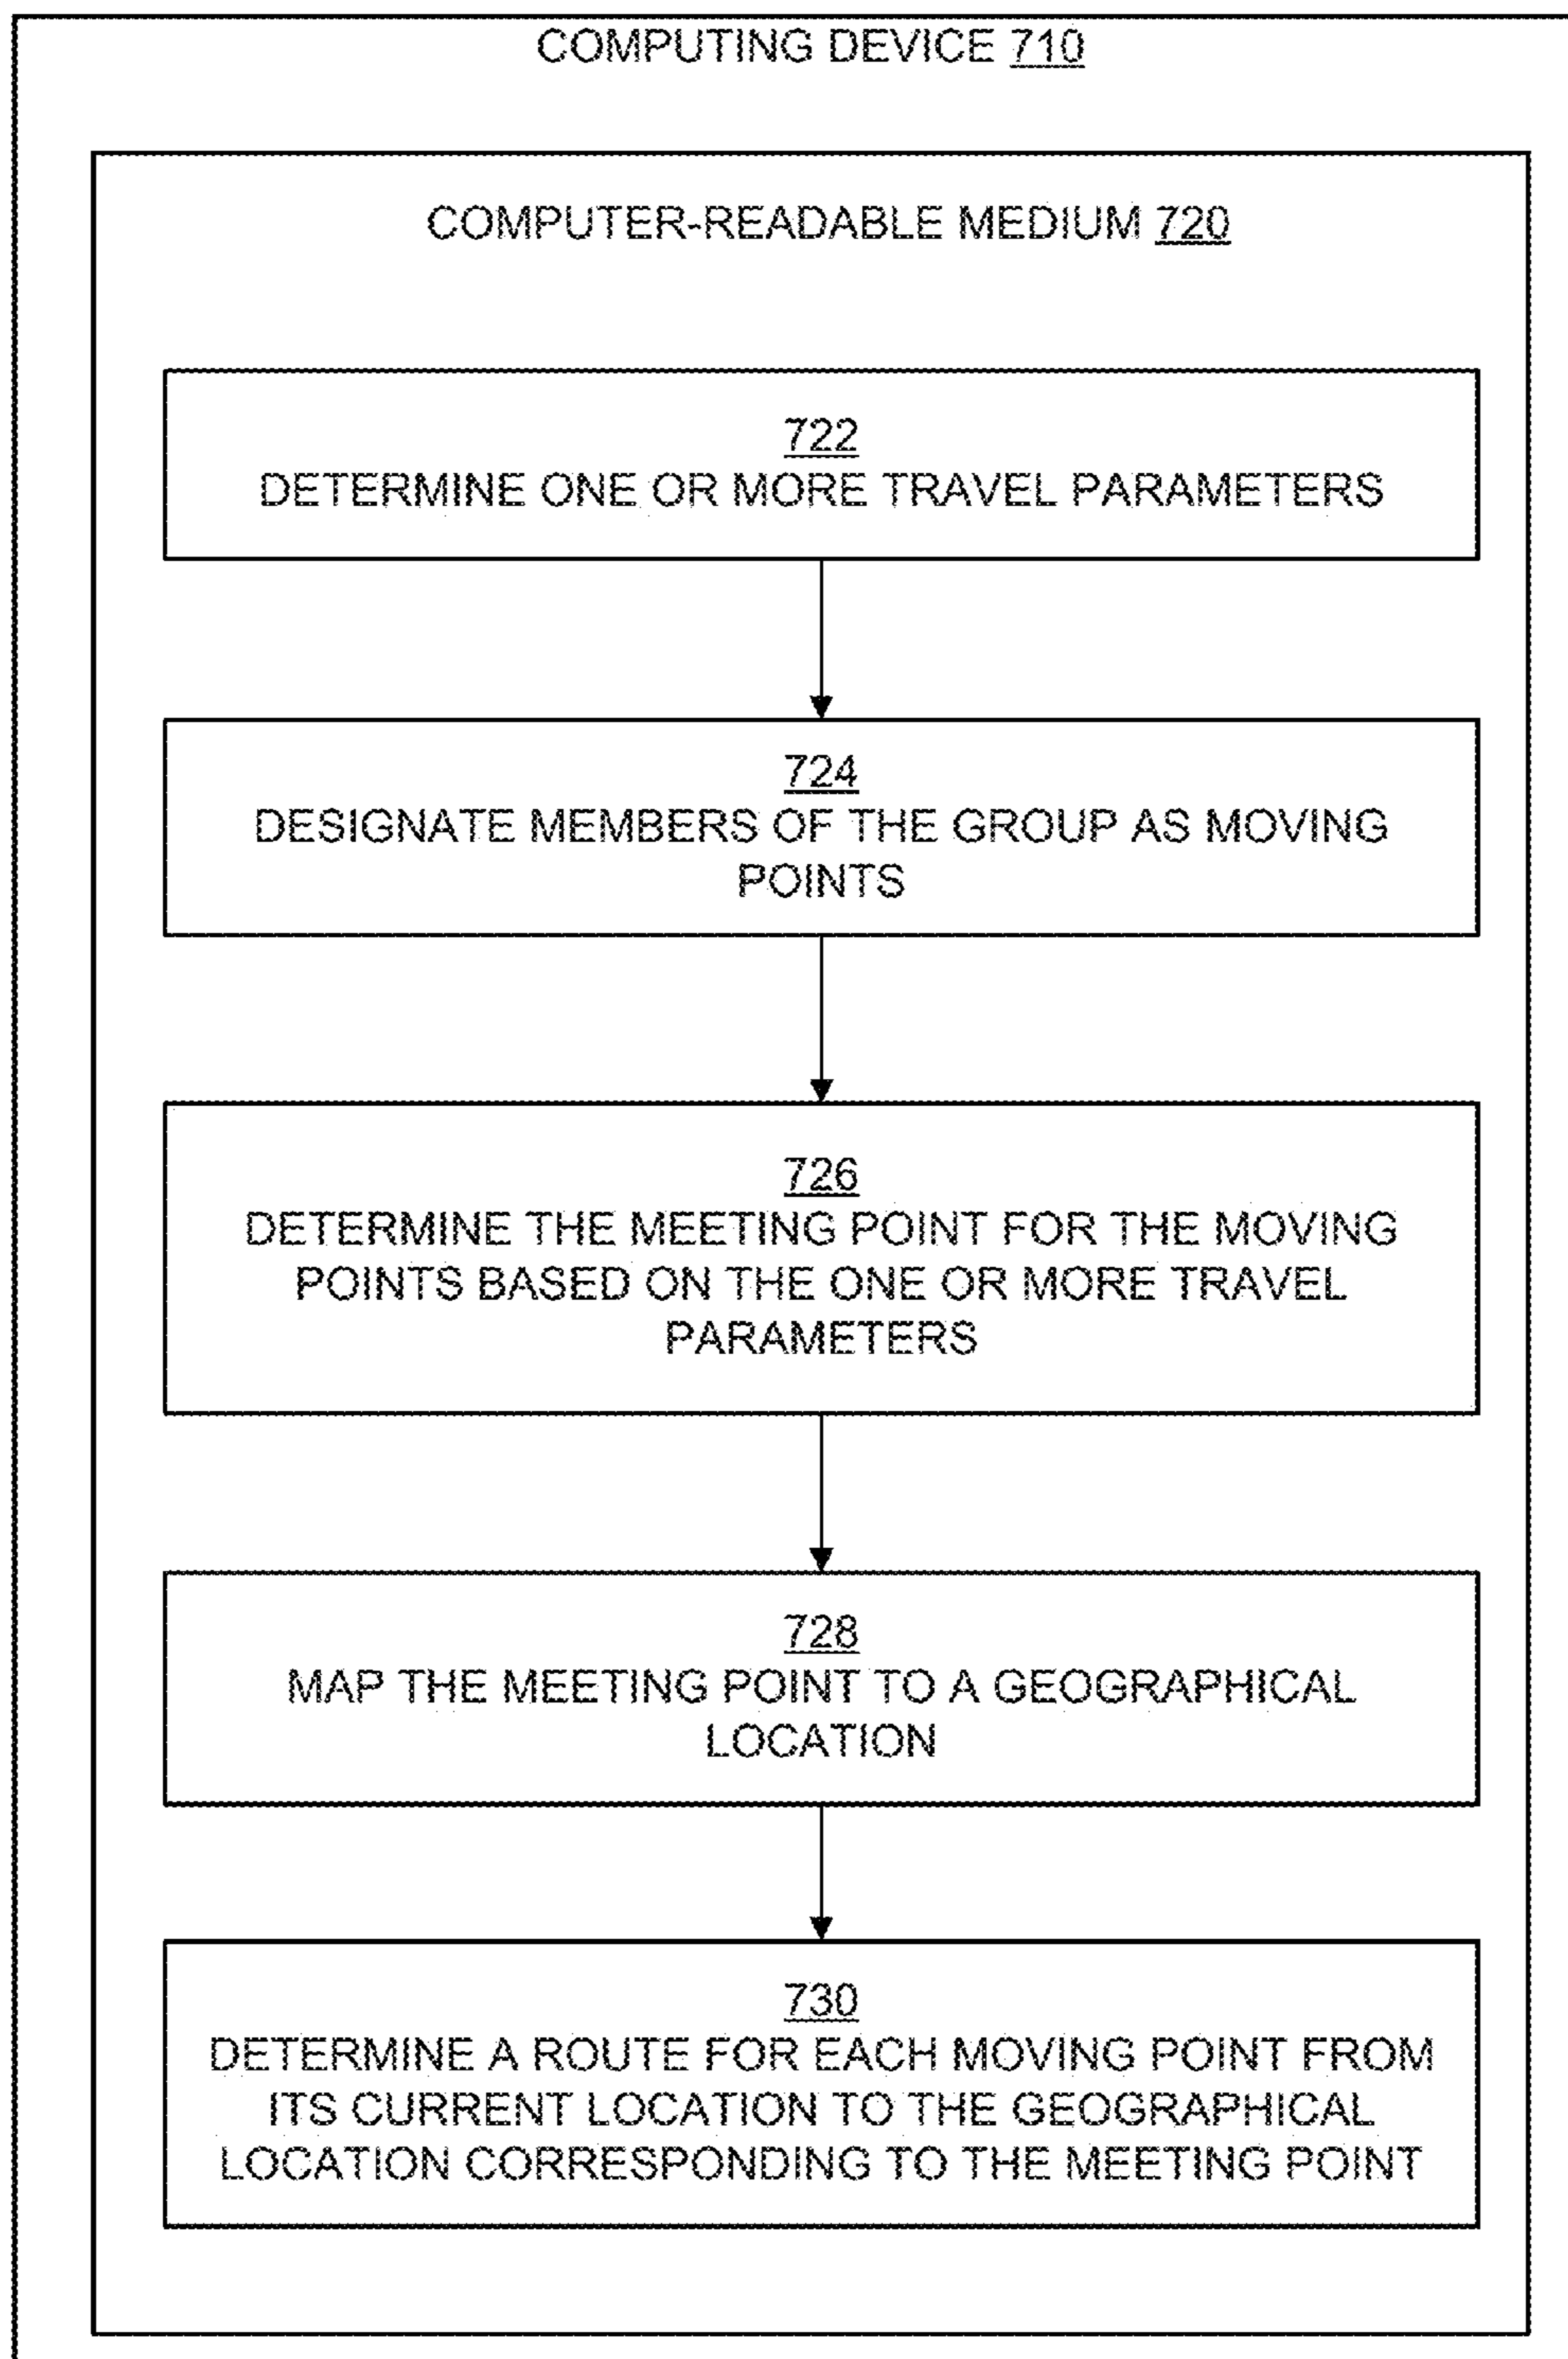 COMPUTING DEVICE 710
COMPUTER-READABLE MEDIUM 720
722
DETERMINE ONE OR MORE TRAVEL PARAMETERS
724
DESIGNATE MEMBERS OF THE GROUP AS MOVING
POINTS
726
DETERMINE THE MEETING POINT FOR THE MOVING
POINTS BASED ON THE ONE OR MORE TRAVEL
PARAMETERS
728
MAP THE MEETING POINT TO A GEOGRAPHICAL
LOCATION
730
DETERMINE A ROUTE FOR EACH MOVING POINT FROM
ITS CURRENT LOCATION TO THE GEOGRAPHICAL
LOCATION CORRESPONDING TO THE MEETING POINT